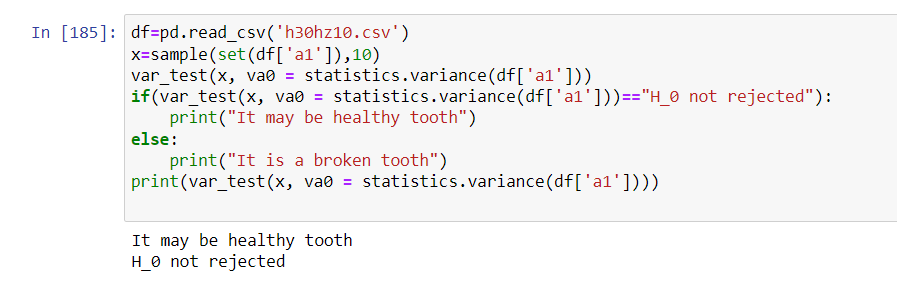 In [185]: df=pd.read_csv('h30hz10.csv')
x=sample(set(df['a1']),10)
var_test(x, va0 = statistics.variance(df['a1']))
if(var_test(x, va0 = statistics.variance(df['a1']))=="H_0 not rejected"):
    print("It may be healthy tooth")
else:
    print("It is a broken tooth")
print(var_test(x, va0 = statistics.variance(df['a1'])))
It may be healthy tooth
H_0 not rejected